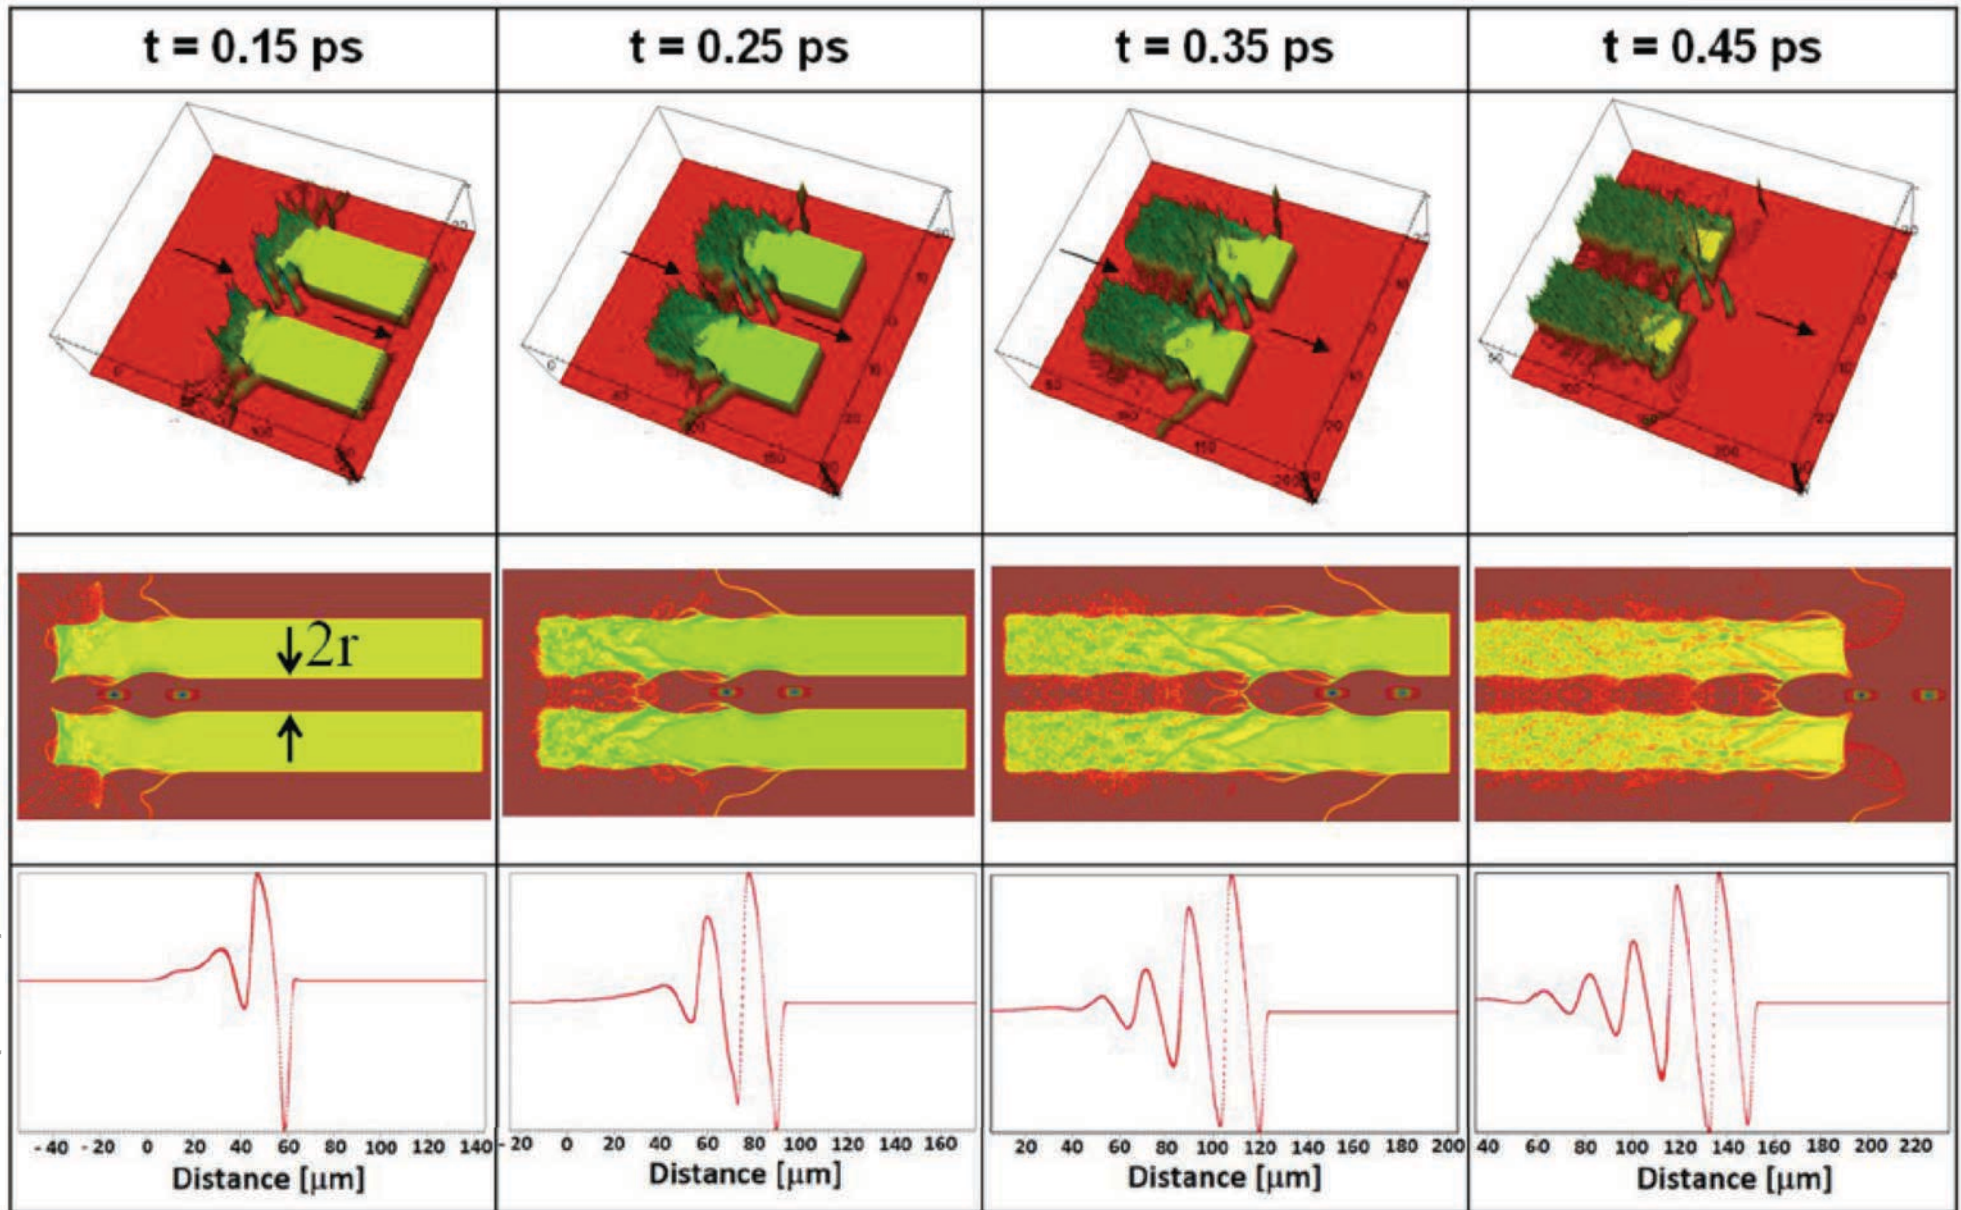 t = 0.15 ps
t = 0.25 ps
t = 0.35 ps
t = 0.45 ps
2r
-40 -20 0 20 40 60 80 100 120 140
Distance [μm]
-20 0 20 40 60 80 100 120 140 160
Distance [μm]
20 40 60 80 100 120 140 160 180 200
Distance [μm]
40 60 80 100 120 140 160 180 200 220
Distance [μm]